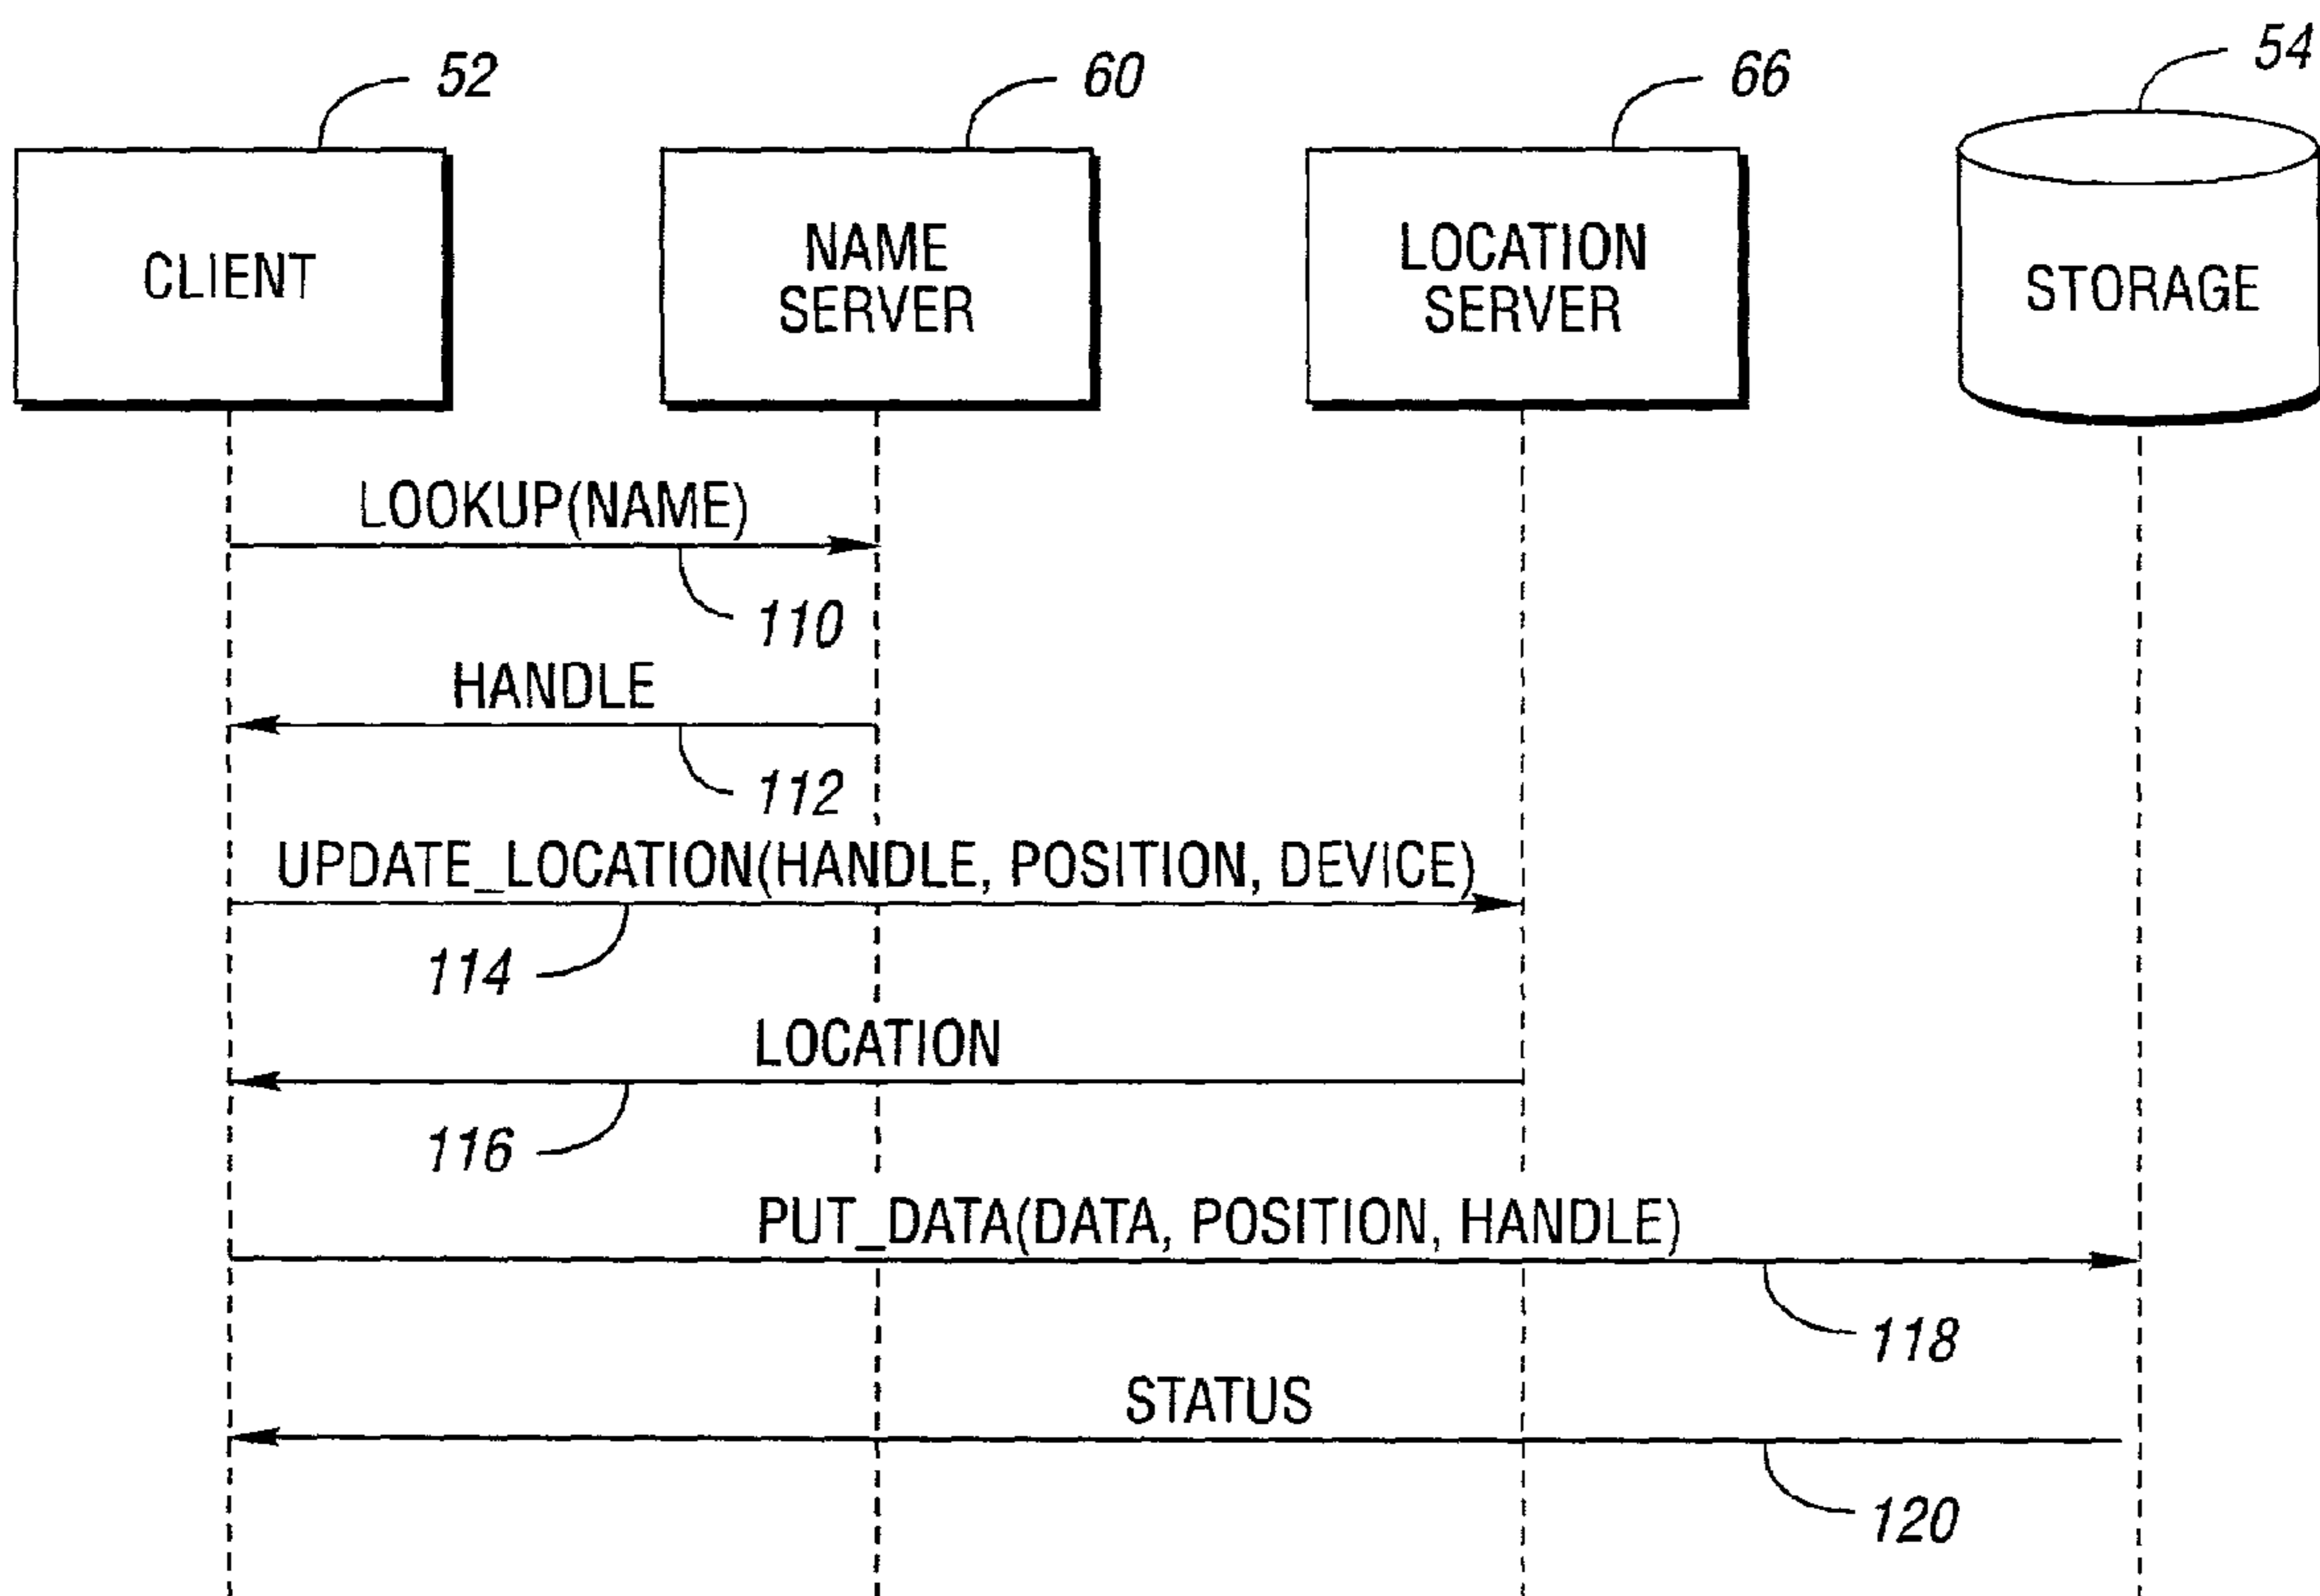 52
60
66
54
CLIENT
NAME
SERVER
LOCATION
SERVER
STORAGE
LOOKUP(NAME)
110
HANDLE
112
UPDATE_LOCATION(HANDLE, POSITION, DEVICE)
114
LOCATION
116
PUT_DATA(DATA, POSITION, HANDLE)
118
STATUS
120